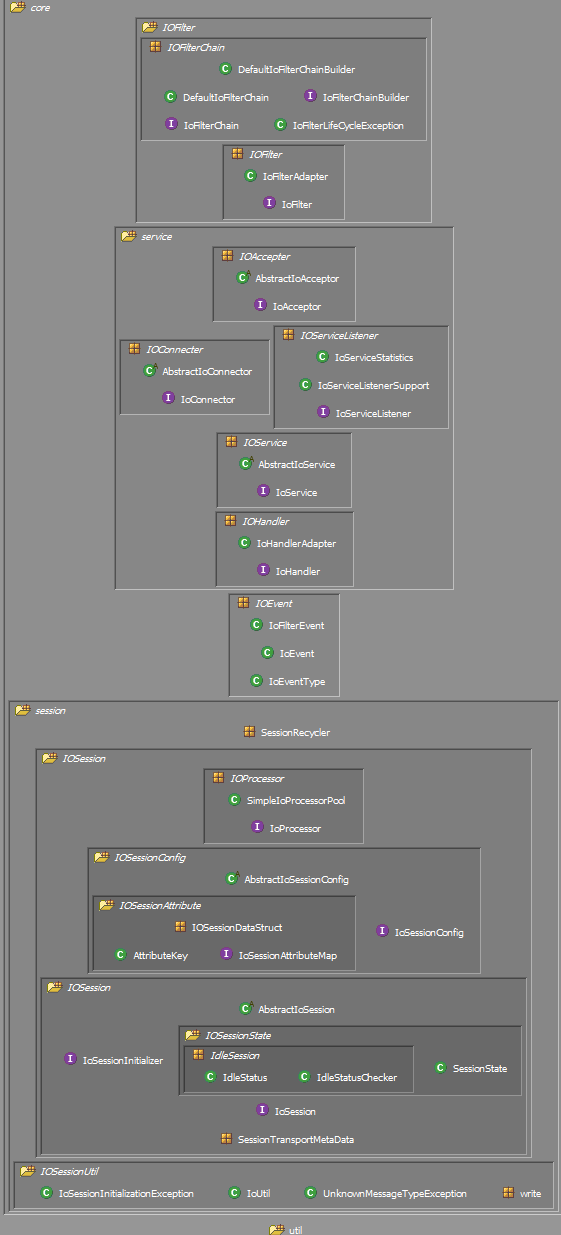 core
IOFilter
IOFilterChain
C DefaultIoFilterChainBuilder
C DefaultIoFilterChain I IoFilterChainBuilder
I IoFilterChain C IoFilterLifeCycleException
IOFilter
C IoFilterAdapter
I IoFilter
service
IOAccepter
C A AbstractIoAcceptor
I IoAcceptor
IOConnecter
C A AbstractIoConnector
I IoConnector
IOServiceListener
C IoServiceStatistics
C IoServiceListenerSupport
I IoServiceListener
IOService
C A AbstractIoService
I IoService
IOHandler
C IoHandlerAdapter
I IoHandler
IOEvent
C IoFilterEvent
C IoEvent
C IoEventType
session
SessionRecycler
IOSession
IOProcessor
C SimpleIoProcessorPool
I IoProcessor
IOSessionConfig
C A AbstractIoSessionConfig
IOSessionAttribute
IOSessionDataStruct
C AttributeKey I IoSessionAttributeMap
I IoSessionConfig
IOSession
C A AbstractIoSession
I IoSessionInitializer
IOSessionState
IdleSession
C IdleStatus C IdleStatusChecker
C SessionState
I IoSession
SessionTransportMetaData
IOSessionUtil
C IoSessionInitializationException C IoUtil C UnknownMessageTypeException write
util